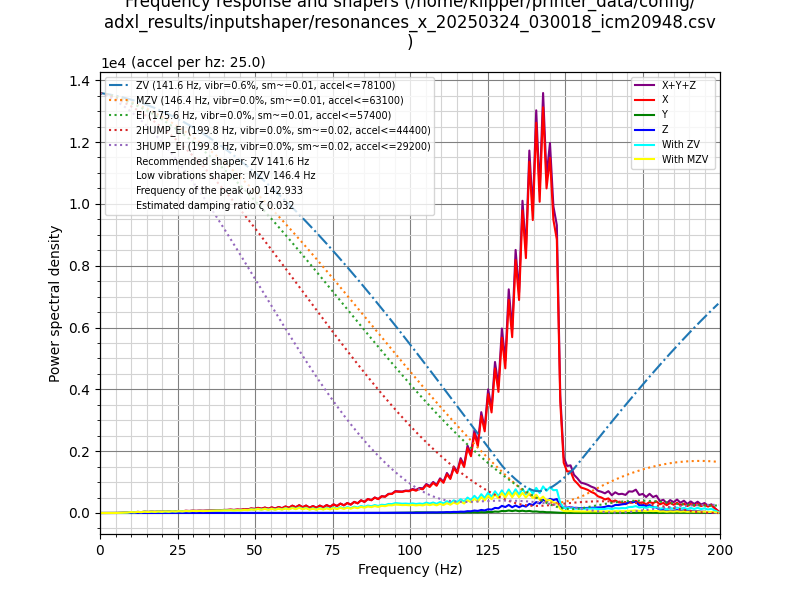 Frequency response and shapers (/home/klipper/printer_data/config/
adxl_results/inputshaper/resonances_x_20250324_030018_icm20948.csv
)
1e4 (accel per hz: 25.0)
ZV (141.6 Hz, vibr=0.6%, sm~=0.01, accel<=78100)
MZV (146.4 Hz, vibr=0.0%, sm~=0.01, accel<=63100)
EI (175.6 Hz, vibr=0.0%, sm~=0.01, accel<=57400)
2HUMP_EI (199.8 Hz, vibr=0.0%, sm~=0.02, accel<=44400)
3HUMP_EI (199.8 Hz, vibr=0.0%, sm~=0.02, accel<=29200)
Recommended shaper: ZV 141.6 Hz
Low vibrations shaper: MZV 146.4 Hz
Frequency of the peak ω0 142.933
Estimated damping ratio ζ 0.032
X+Y+Z
X
Y
Z
With ZV
With MZV
Power spectral density
1.4
1.2
1.0
0.8
0.6
0.4
0.2
0.0
0 25 50 75 100 125 150 175 200
Frequency (Hz)